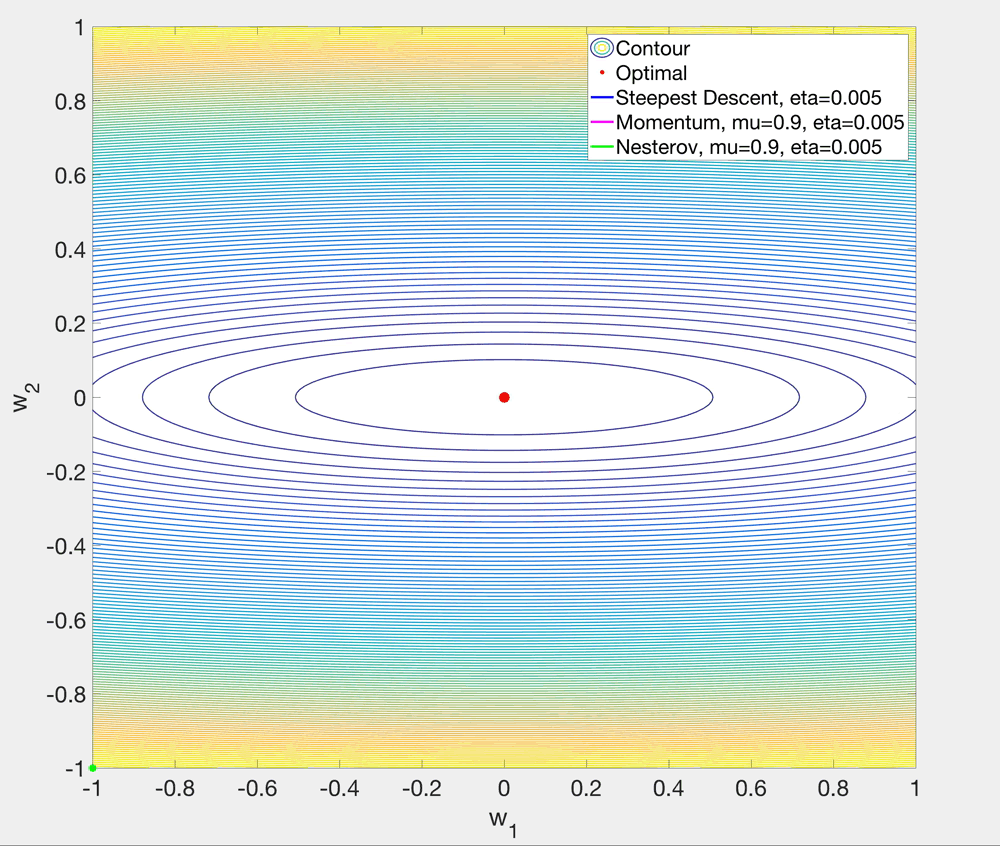 1
0.8
0.6
0.4
0.2
0
-0.2
-0.4
-0.6
-0.8
-1
w2
Contour
Optimal
Steepest Descent, eta=0.005
Momentum, mu=0.9, eta=0.005
Nesterov, mu=0.9, eta=0.005
-1 -0.8 -0.6 -0.4 -0.2 0 0.2 0.4 0.6 0.8 1
w1